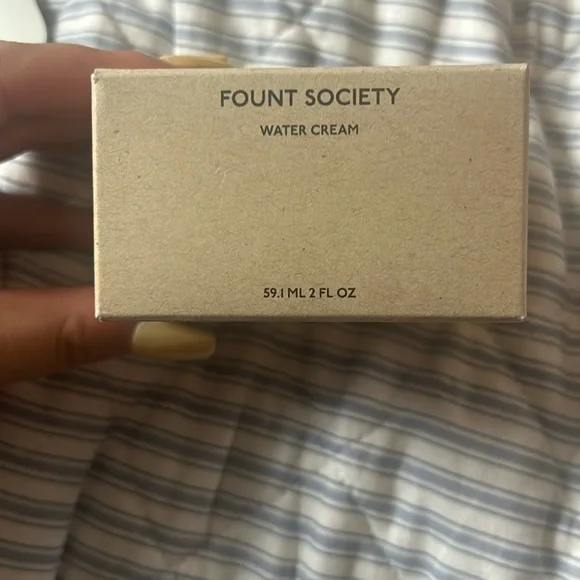 FOUNT SOCIETY
WATER CREAM
59.1 ML 2 FL OZ